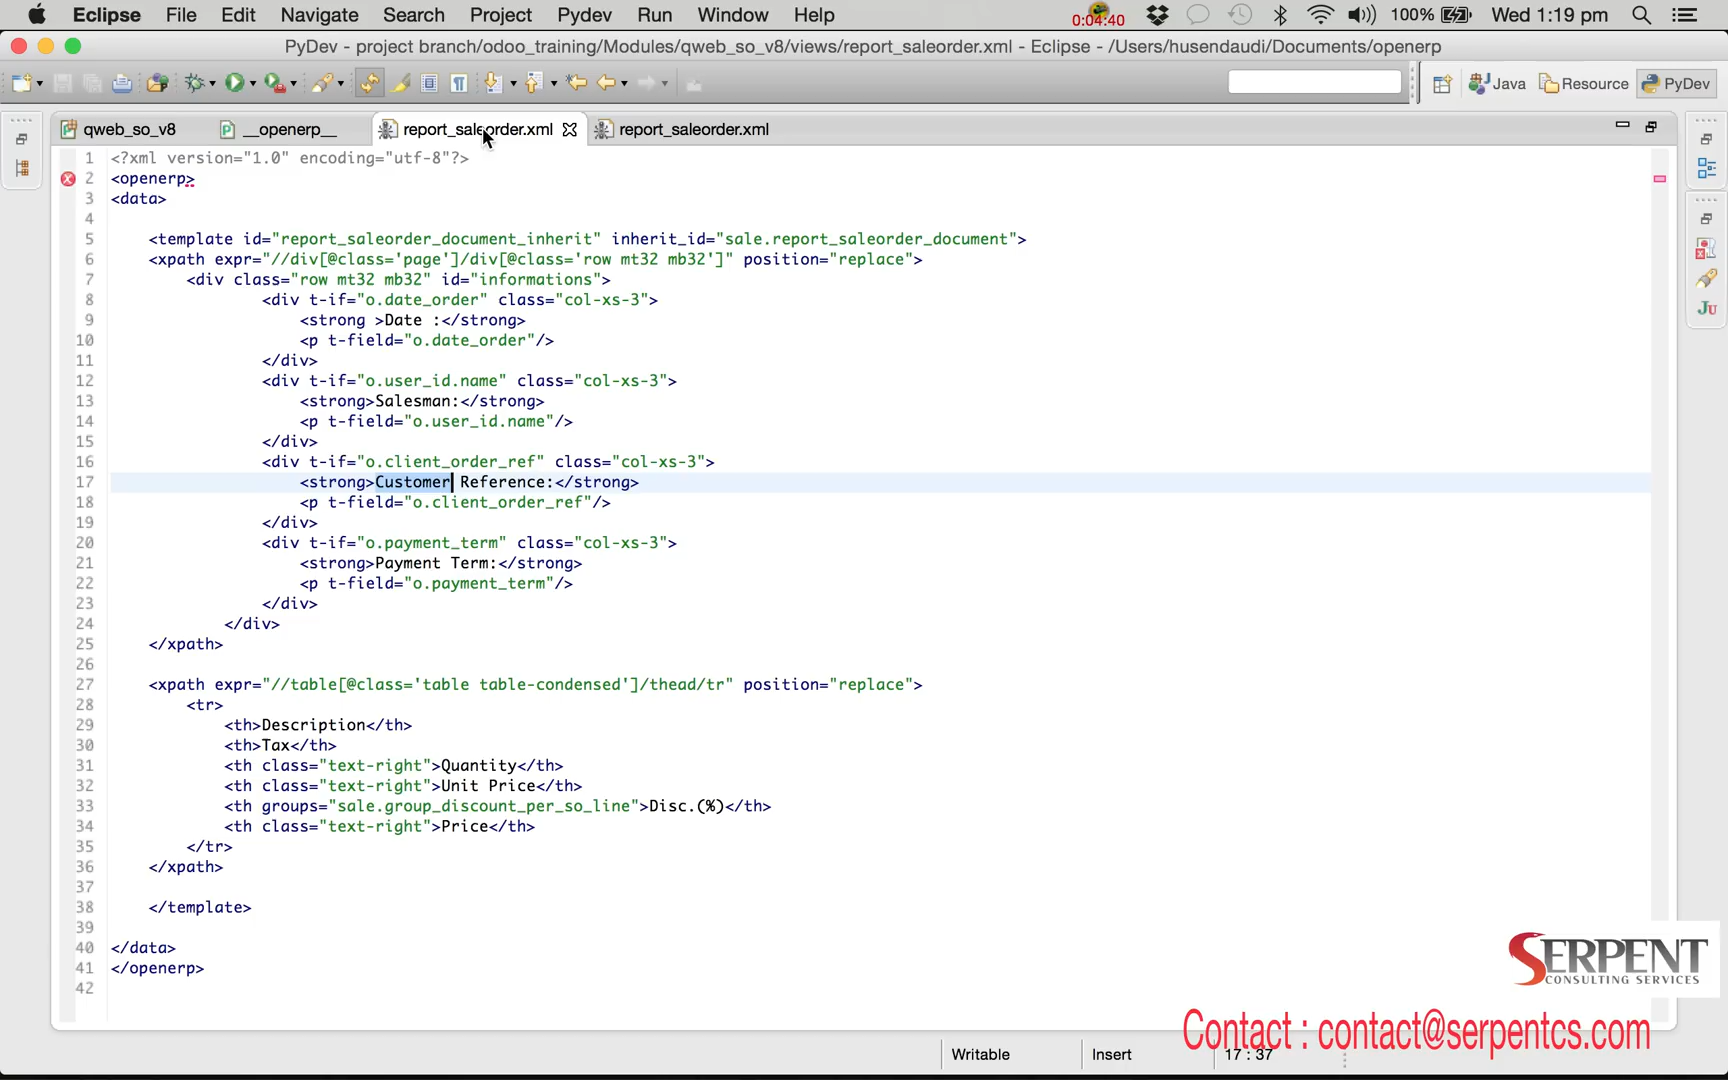 Eclipse File Edit Navigate Search Project Pydev Run Window Help 0:04:40 100% Wed 1:19 pm
PyDev - project branch/odoo_training/Modules/qweb_so_v8/views/report_saleorder.xml - Eclipse - /Users/husendaudi/Documents/openerp
Java Resource PyDev
qweb_so_v8 __openerp__ report_saleorder.xml report_saleorder.xml
1 <?xml version="1.0" encoding="utf-8"?>
2 <openerp>
3 <data>
4
5 <template id="report_saleorder_document_inherit" inherit_id="sale.report_saleorder_document">
6 <xpath expr="//div[@class='page']/div[@class='row mt32 mb32']" position="replace">
7 <div class="row mt32 mb32" id="informations">
8 <div t-if="o.date_order" class="col-xs-3">
9 <strong >Date :</strong>
10 <p t-field="o.date_order"/>
11 </div>
12 <div t-if="o.user_id.name" class="col-xs-3">
13 <strong>Salesman:</strong>
14 <p t-field="o.user_id.name"/>
15 </div>
16 <div t-if="o.client_order_ref" class="col-xs-3">
17 <strong>Customer Reference:</strong>
18 <p t-field="o.client_order_ref"/>
19 </div>
20 <div t-if="o.payment_term" class="col-xs-3">
21 <strong>Payment Term:</strong>
22 <p t-field="o.payment_term"/>
23 </div>
24 </div>
25 </xpath>
26
27 <xpath expr="//table[@class='table table-condensed']/thead/tr" position="replace">
28 <tr>
29 <th>Description</th>
30 <th>Tax</th>
31 <th class="text-right">Quantity</th>
32 <th class="text-right">Unit Price</th>
33 <th groups="sale.group_discount_per_so_line">Disc.(%)</th>
34 <th class="text-right">Price</th>
35 </tr>
36 </xpath>
37
38 </template>
39
40 </data>
41 </openerp>
42
Ju
SERPENT
CONSULTING SERVICES
Contact : contact@serpentcs.com
Writable Insert 17 : 37